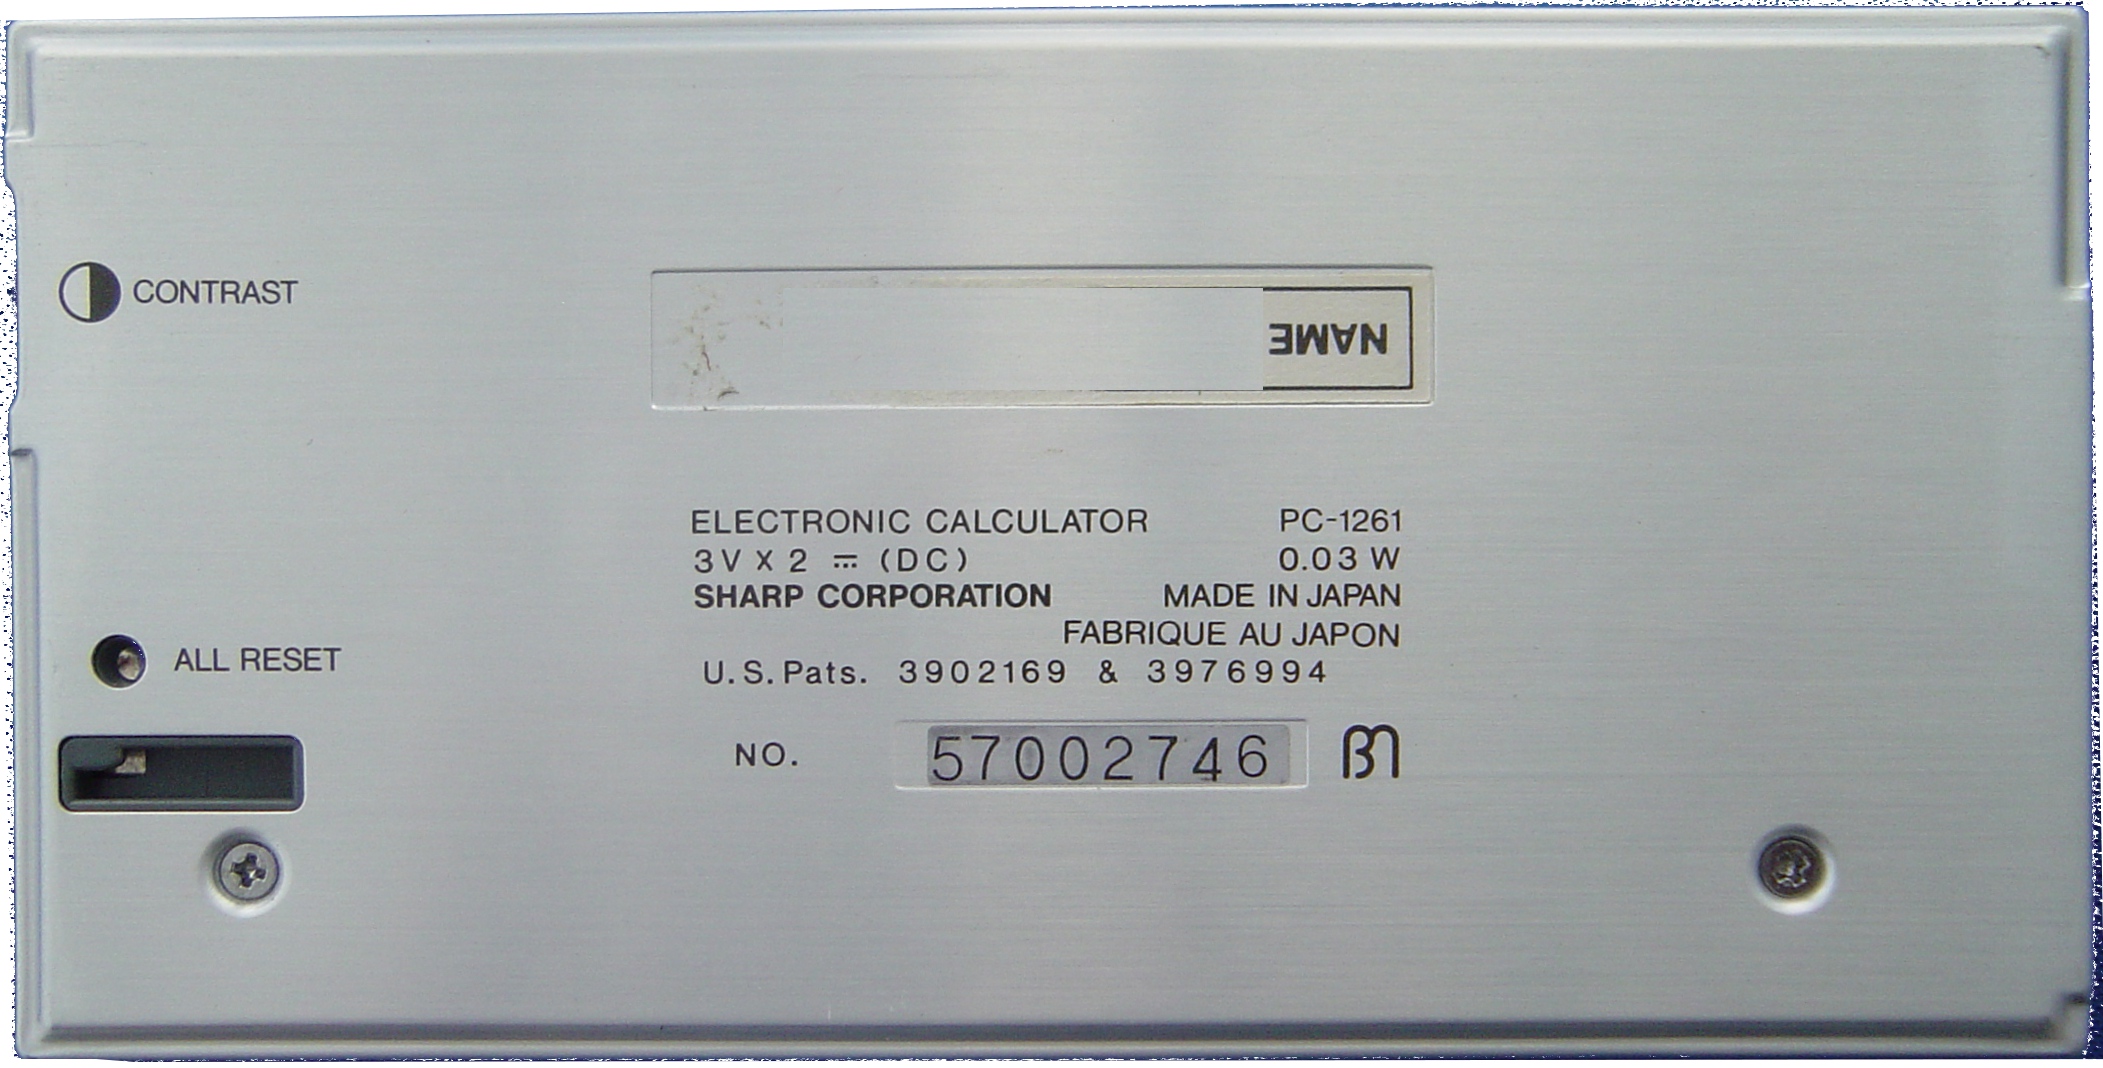 CONTRAST
NAME
ELECTRONIC CALCULATOR PC-1261
3V X 2 ⎓ (DC) 0.03 W
SHARP CORPORATION MADE IN JAPAN
FABRIQUE AU JAPON
ALL RESET
U.S.Pats. 3902169 & 3976994
NO. 57002746